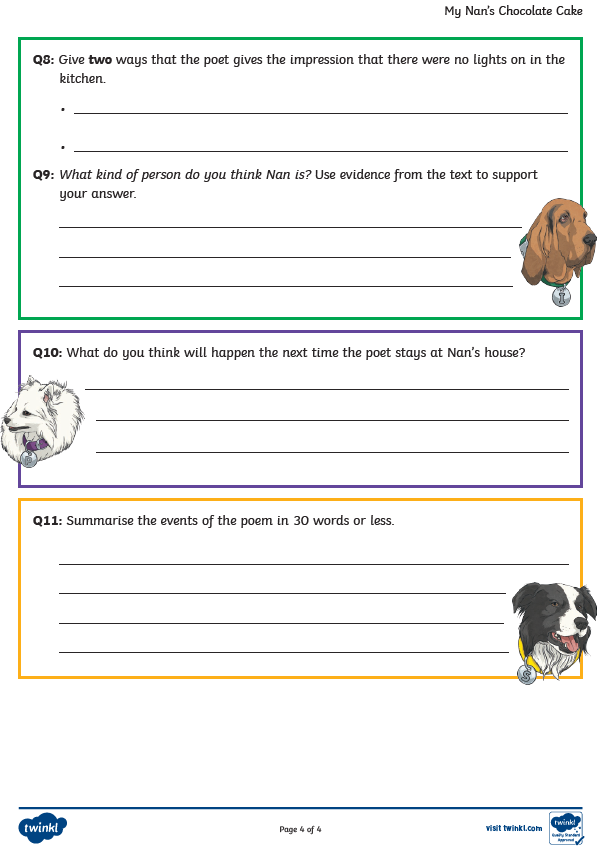 My Nan's Chocolate Cake
Q8: Give two ways that the poet gives the impression that there were no lights on in the
kitchen.
•
•
Q9: What kind of person do you think Nan is? Use evidence from the text to support
your answer.
I
Q10: What do you think will happen the next time the poet stays at Nan's house?
P
Q11: Summarise the events of the poem in 30 words or less.
S
twinkl
Page 4 of 4
visit twinkl.com
twinkl
Quality Standard
Approved